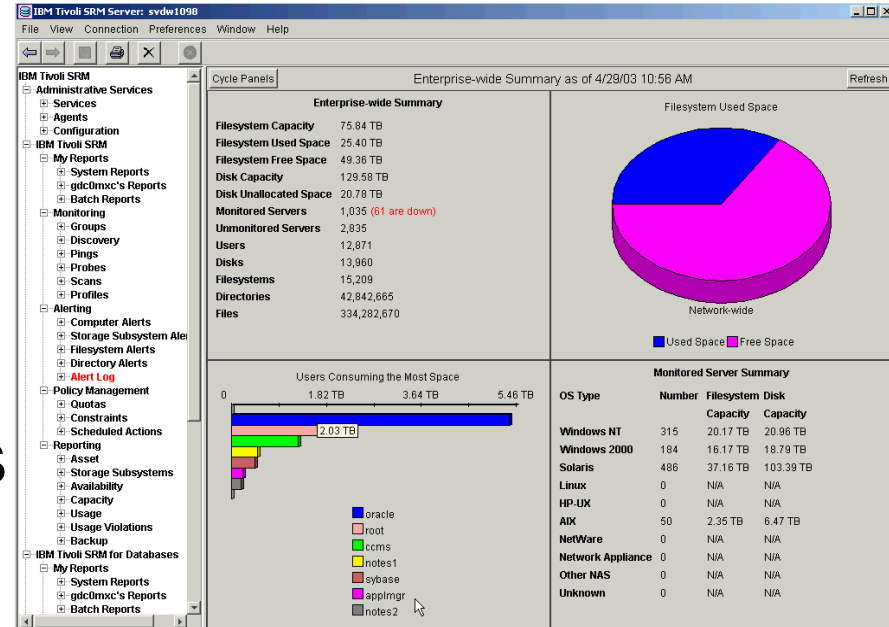 IBM Tivoli SRM Server: svdw1098
File View Connection Preferences Window Help
IBM Tivoli SRM
Administrative Services
Services
Agents
Configuration
IBM Tivoli SRM
My Reports
System Reports
gdc0mxc's Reports
Batch Reports
Monitoring
Groups
Discovery
Pings
Probes
Scans
Profiles
Alerting
Computer Alerts
Storage Subsystem Aler
Filesystem Alerts
Directory Alerts
Alert Log
Policy Management
Quotas
Constraints
Scheduled Actions
Reporting
Asset
Storage Subsystems
Availability
Capacity
Usage
Usage Violations
Backup
IBM Tivoli SRM for Databases
My Reports
System Reports
gdc0mxc's Reports
Batch Reports
S
Cycle Panels Enterprise-wide Summary as of 4/29/03 10:56 AM Refresh
Enterprise-wide Summary
Filesystem Capacity 75.84 TB
Filesystem Used Space 25.40 TB
Filesystem Free Space 49.36 TB
Disk Capacity 129.58 TB
Disk Unallocated Space 20.78 TB
Monitored Servers 1,035 (61 are down)
Unmonitored Servers 2,835
Users 12,871
Disks 13,960
Filesystems 15,209
Directories 42,842,665
Files 334,282,670
Filesystem Used Space
Network-wide
Used Space Free Space
Users Consuming the Most Space
0 1.82 TB 3.64 TB 5.46 TB
2.03 TB
oracle
root
ccms
notes1
sybase
applmgr
notes2
Monitored Server Summary
OS Type Number Filesystem Disk
Capacity Capacity
Windows NT 315 20.17 TB 20.96 TB
Windows 2000 184 16.17 TB 18.79 TB
Solaris 486 37.16 TB 103.39 TB
Linux 0 N/A N/A
HP-UX 0 N/A N/A
AIX 50 2.35 TB 6.47 TB
NetWare 0 N/A N/A
Network Appliance 0 N/A N/A
Other NAS 0 N/A N/A
Unknown 0 N/A N/A